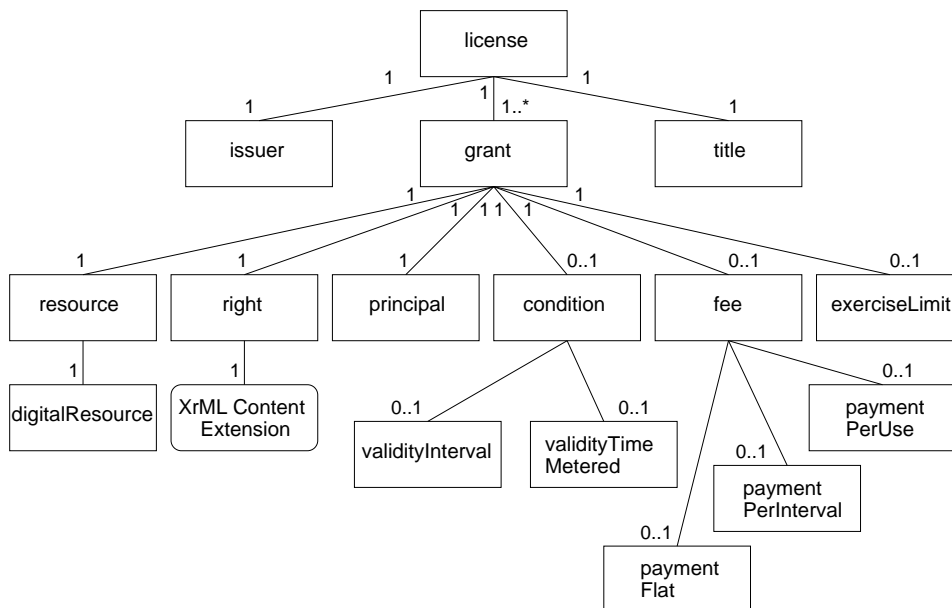 license
1 1 1
1 1..* 1
issuer grant title
1 1 1 1 1 1
1 1 1 0..1 0..1 0..1
resource right principal condition fee exerciseLimit
1 1 0..1
digitalResource XrML Content
Extension
0..1 0..1
payment
PerUse
validityInterval validityTime
Metered
0..1
payment
PerInterval
0..1
payment
Flat